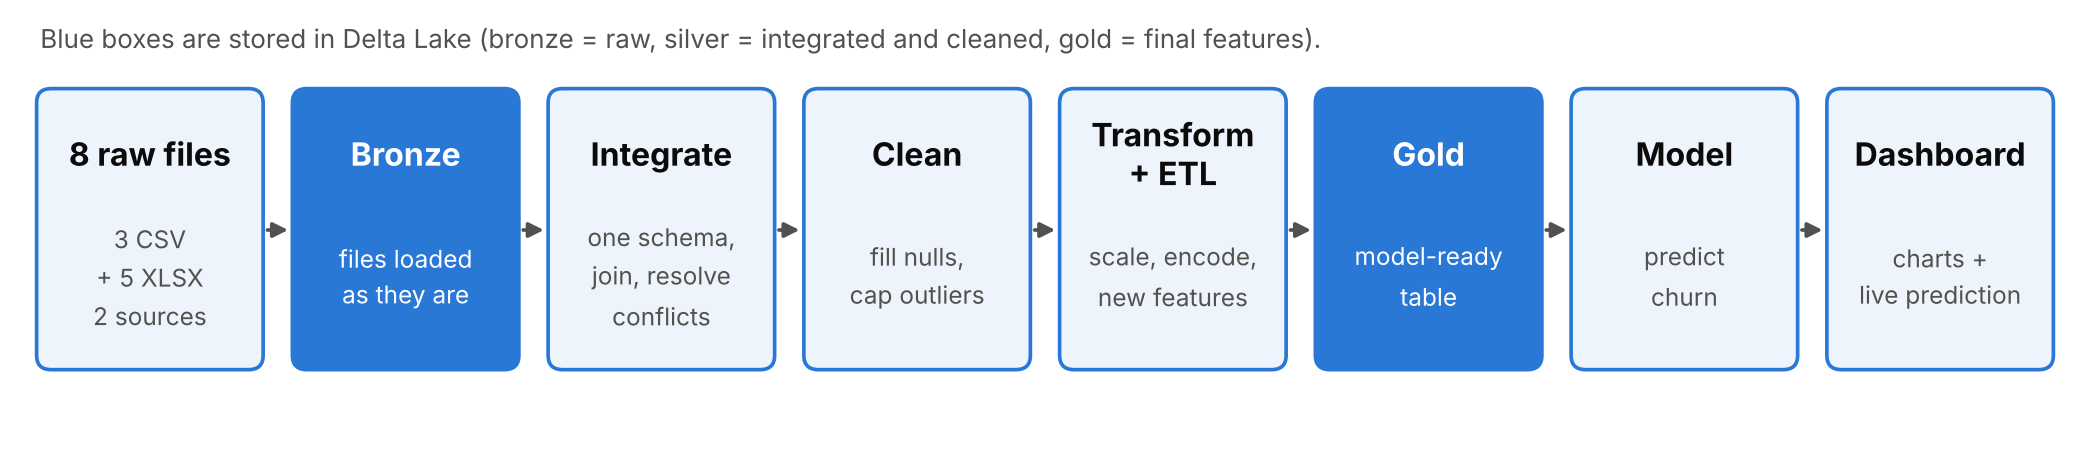 Blue boxes are stored in Delta Lake (bronze = raw, silver = integrated and cleaned, gold = final features).
8 raw files
3 CSV
+ 5 XLSX
2 sources
Bronze
files loaded
as they are
Integrate
one schema,
join, resolve
conflicts
Clean
fill nulls,
cap outliers
Transform
+ ETL
scale, encode,
new features
Gold
model-ready
table
Model
predict
churn
Dashboard
charts +
live prediction